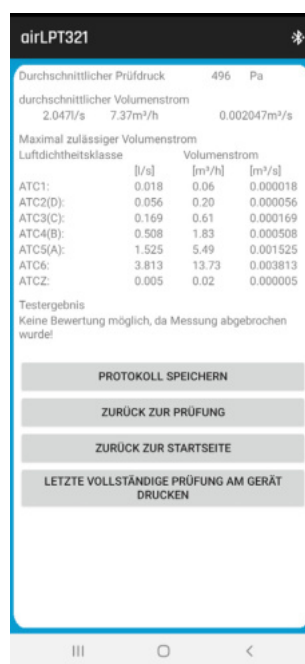 airLPT321
Durchschnittlicher Prüfdruck 496 Pa
durchschnittlicher Volumenstrom
2.047l/s 7.37m³/h 0.002047m³/s
Maximal zulässiger Volumenstrom
Luftdichtheitsklasse Volumenstrom
[l/s] [m³/h] [m³/s]
ATC1: 0.018 0.06 0.000018
ATC2(D): 0.056 0.20 0.000056
ATC3(C): 0.169 0.61 0.000169
ATC4(B): 0.508 1.83 0.000508
ATC5(A): 1.525 5.49 0.001525
ATC6: 3.813 13.73 0.003813
ATCZ: 0.005 0.02 0.000005
Testergebnis
Keine Bewertung möglich, da Messung abgebrochen
wurde!
PROTOKOLL SPEICHERN
ZURÜCK ZUR PRÜFUNG
ZURÜCK ZUR STARTSEITE
LETZTE VOLLSTÄNDIGE PRÜFUNG AM GERÄT
DRUCKEN